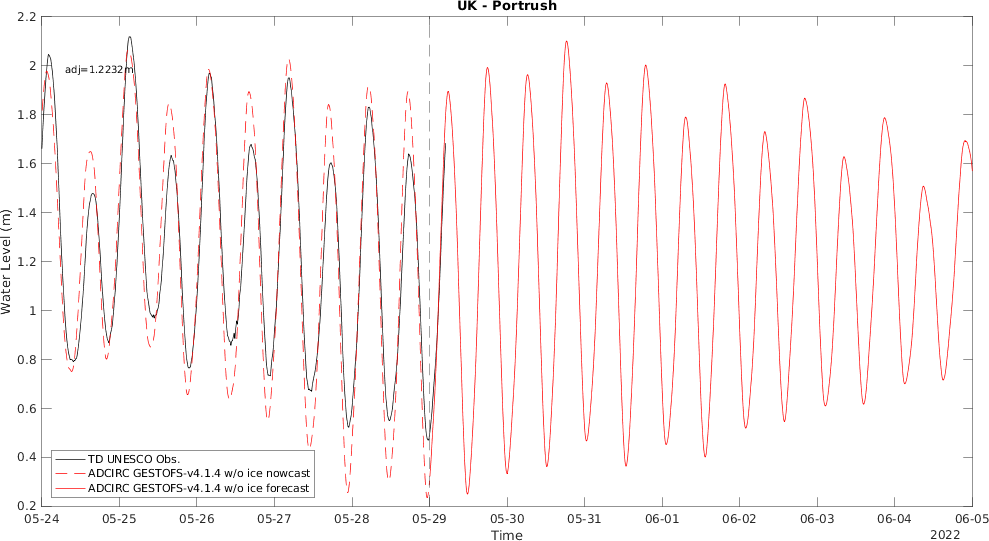 UK - Portrush
2.2
2
1.8
1.6
1.4
1.2
1
0.8
0.6
0.4
0.2
Water Level (m)
adj=1.2232m
TD UNESCO Obs.
ADCIRC GESTOFS-v4.1.4 w/o ice nowcast
ADCIRC GESTOFS-v4.1.4 w/o ice forecast
05-24 05-25 05-26 05-27 05-28 05-29 05-30 05-31 06-01 06-02 06-03 06-04 06-05
Time
2022